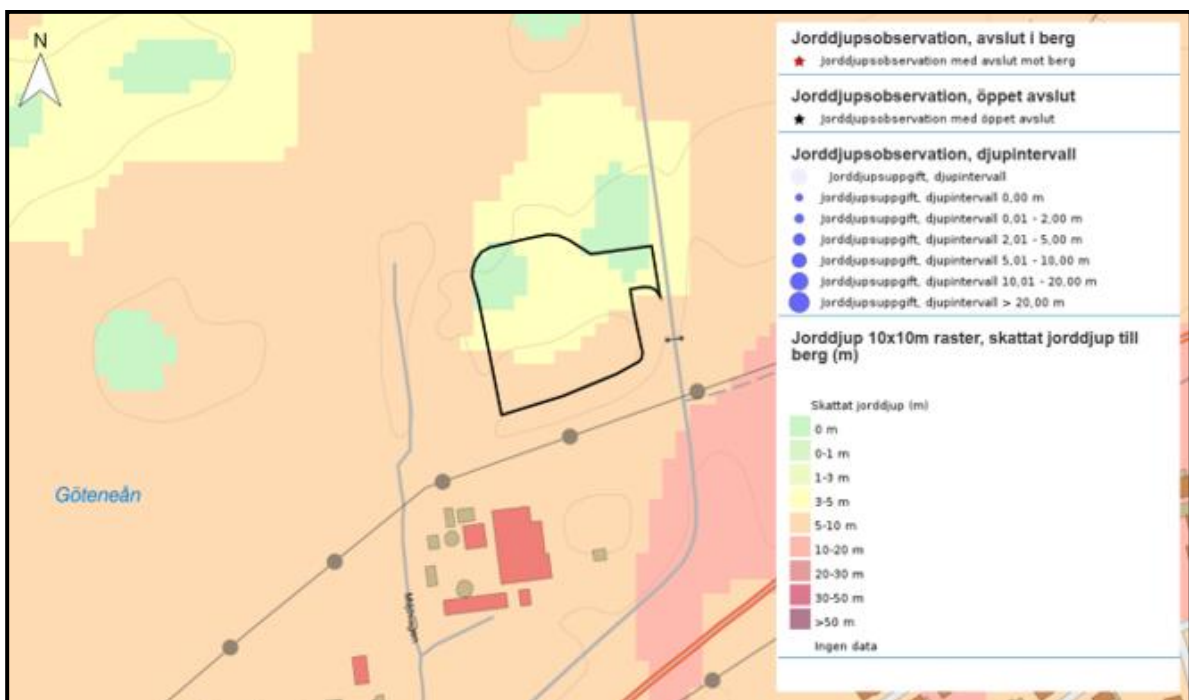 N
Göteneån
Jorddjupsobservation, avslut i berg
Jorddjupsobservation med avslut mot berg
Jorddjupsobservation, öppet avslut
Jorddjupsobservation med öppet avslut
Jorddjupsobservation, djupintervall
Jorddjupsuppgift, djupintervall
Jorddjupsuppgift, djupintervall 0,00 m
Jorddjupsuppgift, djupintervall 0,01 - 2,00 m
Jorddjupsuppgift, djupintervall 2,01 - 5,00 m
Jorddjupsuppgift, djupintervall 5,01 - 10,00 m
Jorddjupsuppgift, djupintervall 10,01 - 20,00 m
Jorddjupsuppgift, djupintervall > 20,00 m
Jorddjup 10x10m raster, skattat jorddjup till
berg (m)
Skattat jorddjup (m)
0 m
0-1 m
1-3 m
3-5 m
5-10 m
10-20 m
20-30 m
30-50 m
>50 m
Ingen data